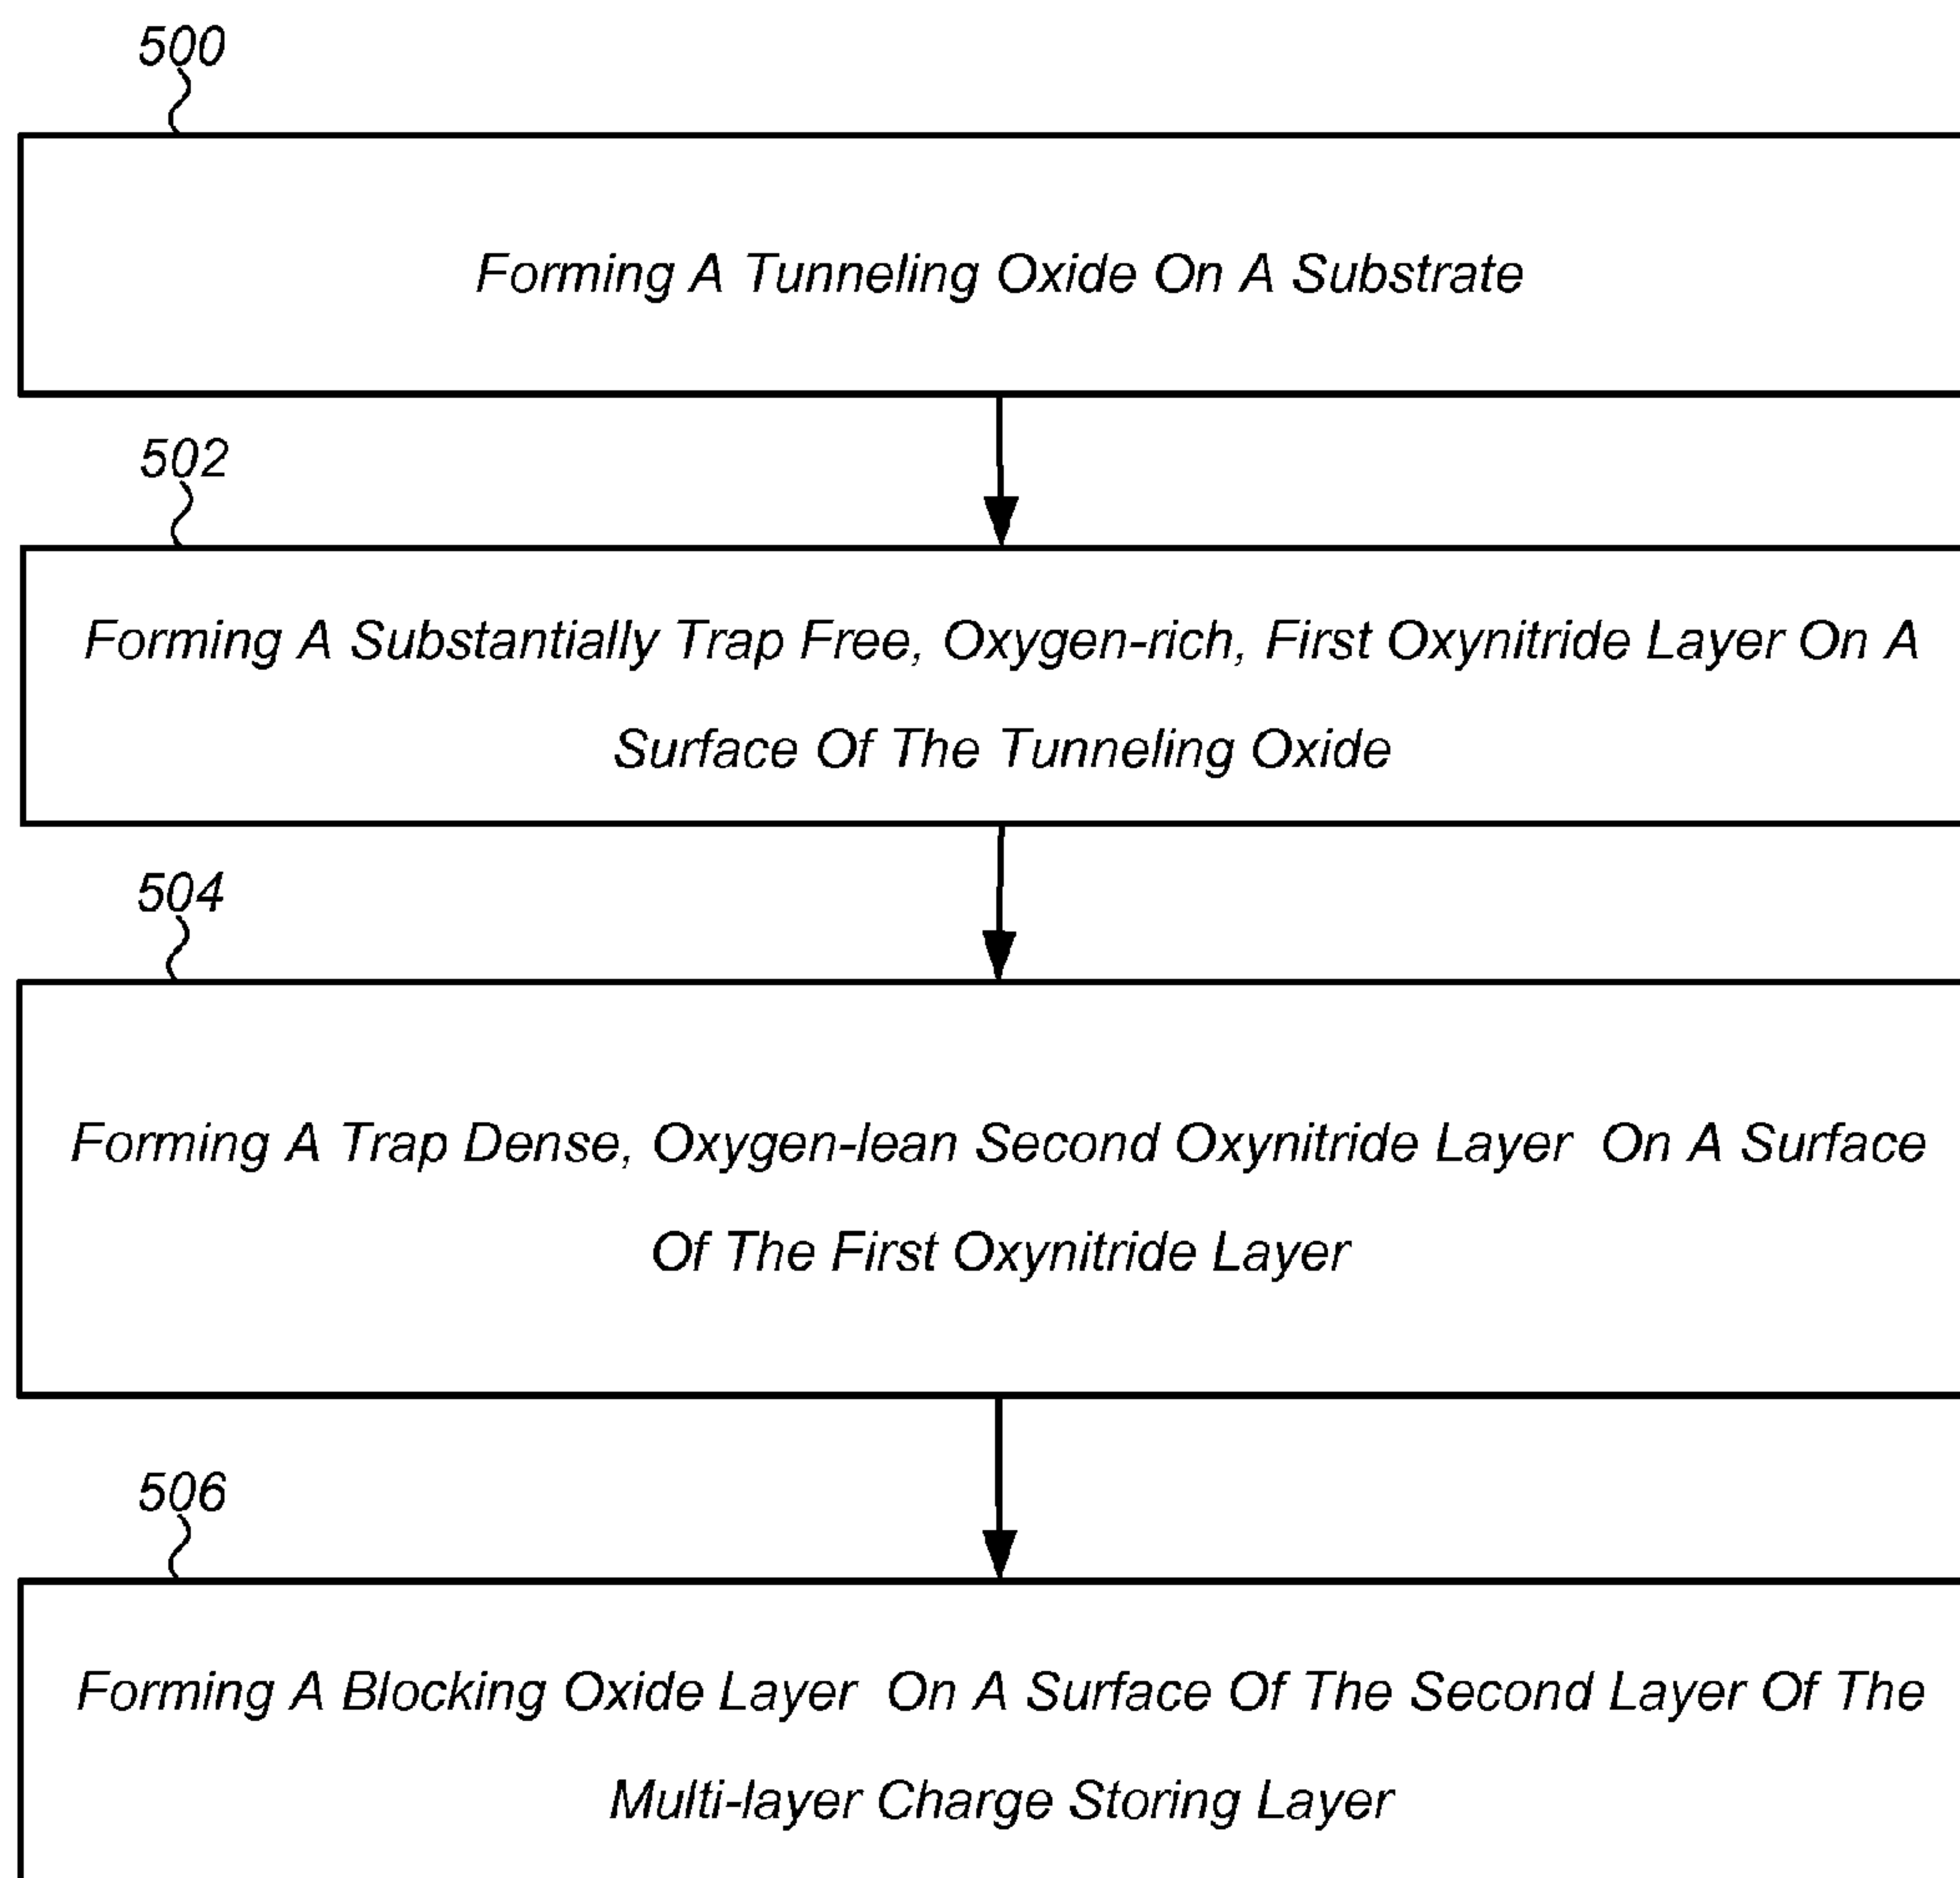 500
Forming A Tunneling Oxide On A Substrate
502
Forming A Substantially Trap Free, Oxygen-rich, First Oxynitride Layer On A
Surface Of The Tunneling Oxide
504
Forming A Trap Dense, Oxygen-lean Second Oxynitride Layer On A Surface
Of The First Oxynitride Layer
506
Forming A Blocking Oxide Layer On A Surface Of The Second Layer Of The
Multi-layer Charge Storing Layer